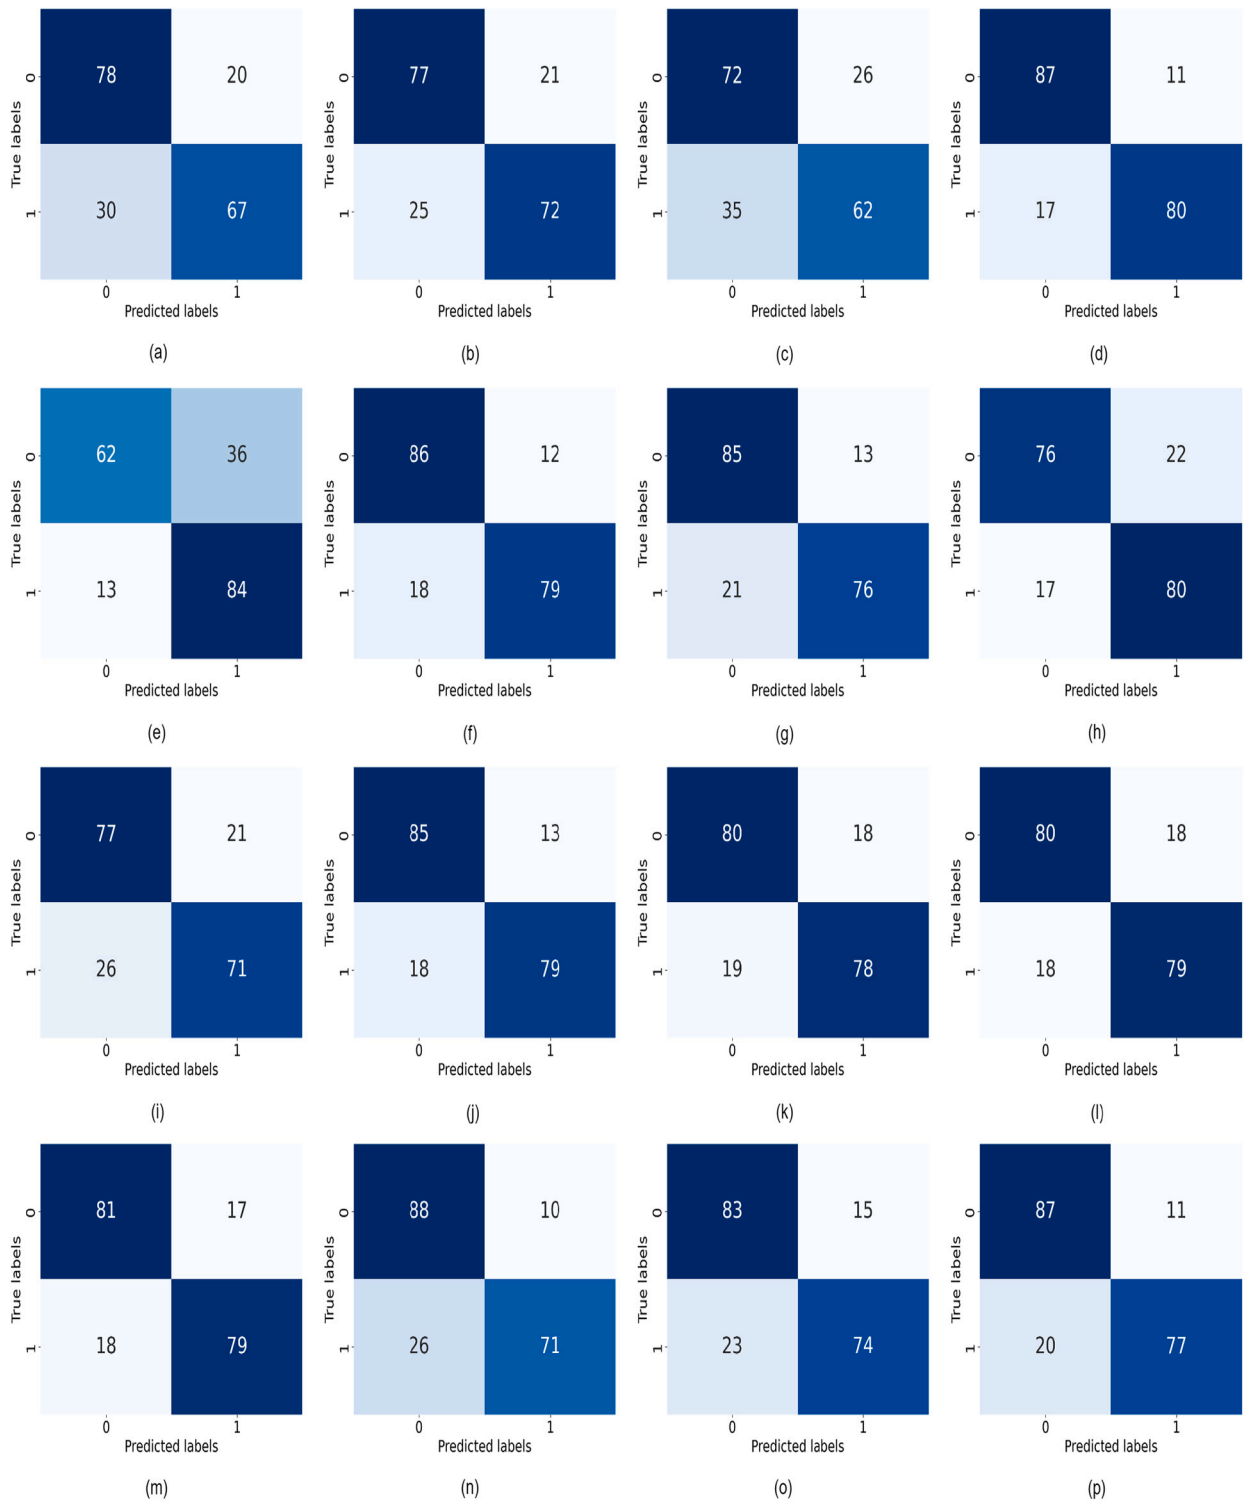 78 20
30 67
True labels
0
1
0 1
Predicted labels
(a)
77 21
25 72
True labels
0
1
0 1
Predicted labels
(b)
72 26
35 62
True labels
0
1
0 1
Predicted labels
(c)
87 11
17 80
True labels
0
1
0 1
Predicted labels
(d)
62 36
13 84
True labels
0
1
0 1
Predicted labels
(e)
86 12
18 79
True labels
0
1
0 1
Predicted labels
(f)
85 13
21 76
True labels
0
1
0 1
Predicted labels
(g)
76 22
17 80
True labels
0
1
0 1
Predicted labels
(h)
77 21
26 71
True labels
0
1
0 1
Predicted labels
(i)
85 13
18 79
True labels
0
1
0 1
Predicted labels
(j)
80 18
19 78
True labels
0
1
0 1
Predicted labels
(k)
80 18
18 79
True labels
0
1
0 1
Predicted labels
(l)
81 17
18 79
True labels
0
1
0 1
Predicted labels
(m)
88 10
26 71
True labels
0
1
0 1
Predicted labels
(n)
83 15
23 74
True labels
0
1
0 1
Predicted labels
(o)
87 11
20 77
True labels
0
1
0 1
Predicted labels
(p)